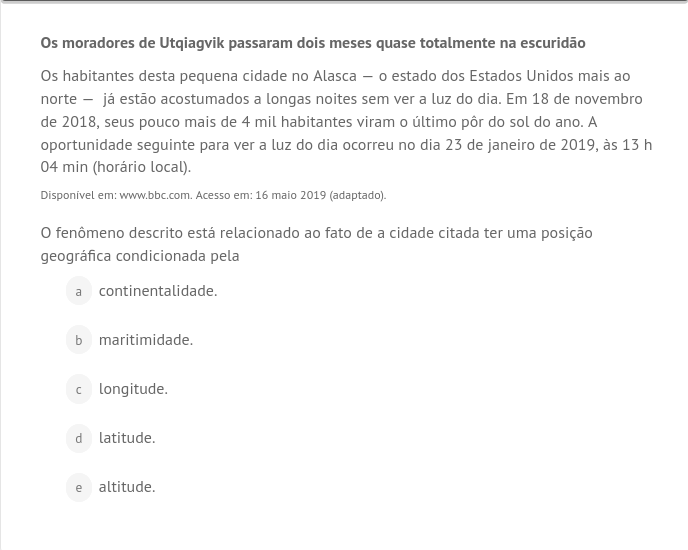 Os moradores de Utqiagvik passaram dois meses quase totalmente na escuridão
Os habitantes desta pequena cidade no Alasca — o estado dos Estados Unidos mais ao
norte — já estão acostumados a longas noites sem ver a luz do dia. Em 18 de novembro
de 2018, seus pouco mais de 4 mil habitantes viram o último pôr do sol do ano. A
oportunidade seguinte para ver a luz do dia ocorreu no dia 23 de janeiro de 2019, às 13 h
04 min (horário local).
Disponível em: www.bbc.com. Acesso em: 16 maio 2019 (adaptado).
O fenômeno descrito está relacionado ao fato de a cidade citada ter uma posição
geográfica condicionada pela
a continentalidade.
b maritimidade.
c longitude.
d latitude.
e altitude.